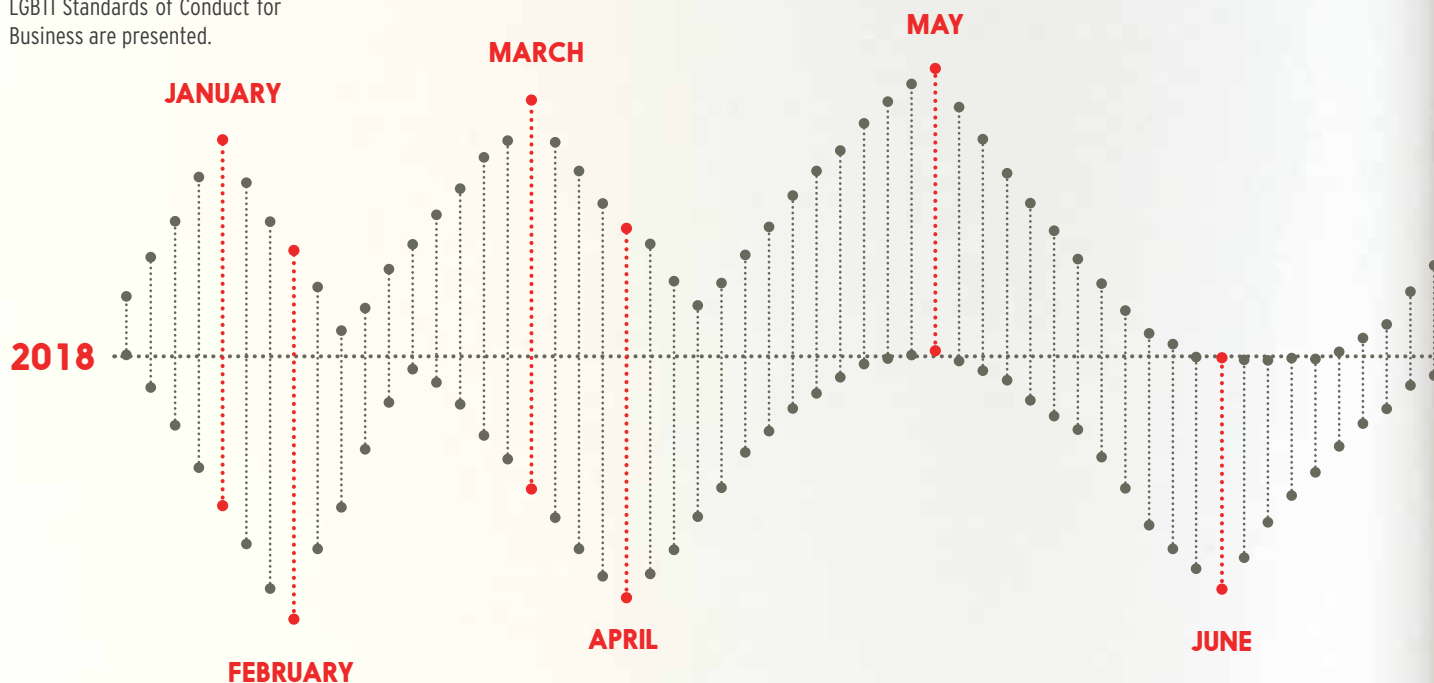 LGBTI Standards of Conduct for
Business are presented.
JANUARY
MARCH
MAY
2018
FEBRUARY
APRIL
JUNE